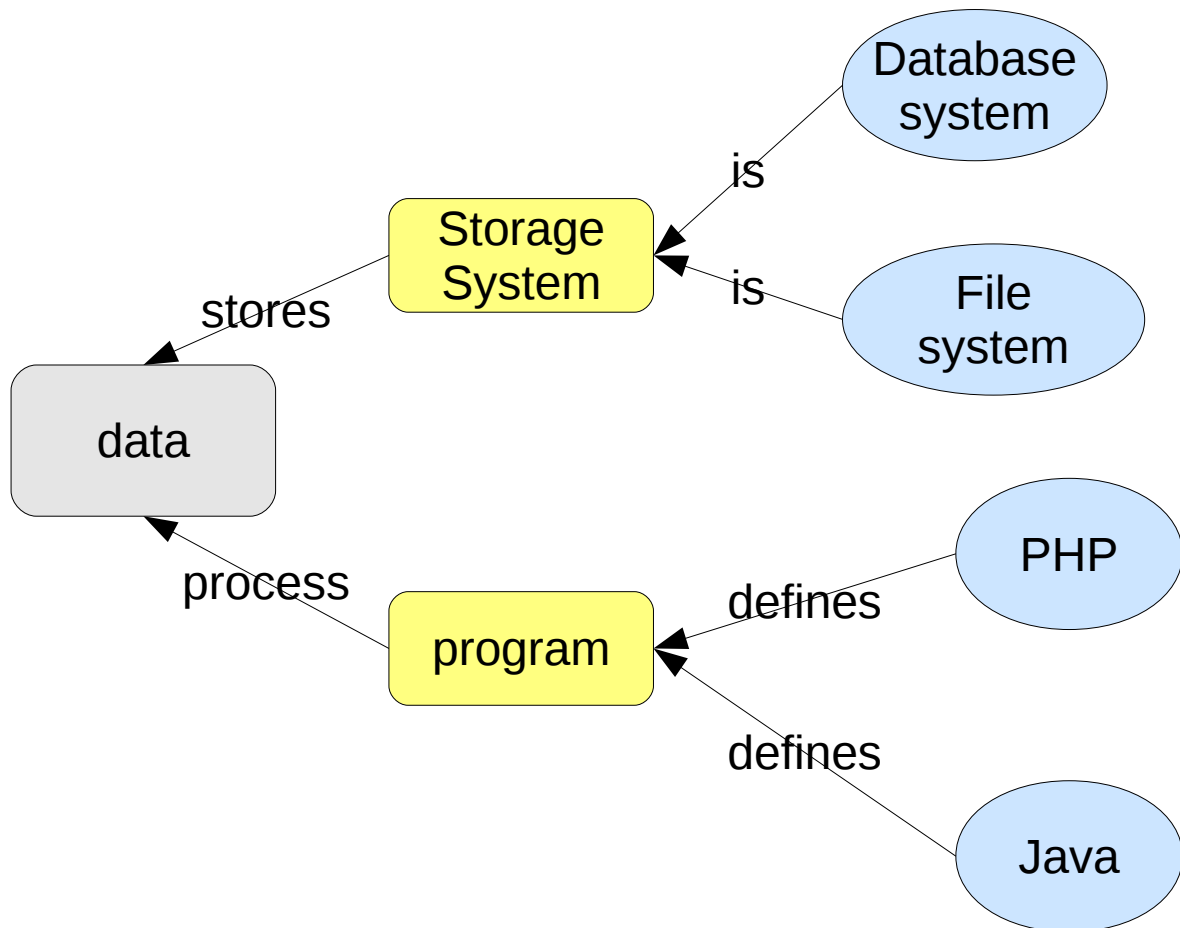 Database
system
is
Storage
System
is
File
system
stores
data
PHP
process
defines
program
defines
Java